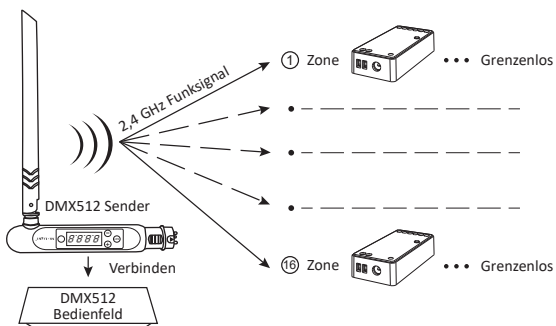 2,4 GHz Funksignal
1 Zone ••• Grenzenlos
DMX512 Sender
8888
16 Zone ••• Grenzenlos
Verbinden
DMX512
Bedienfeld